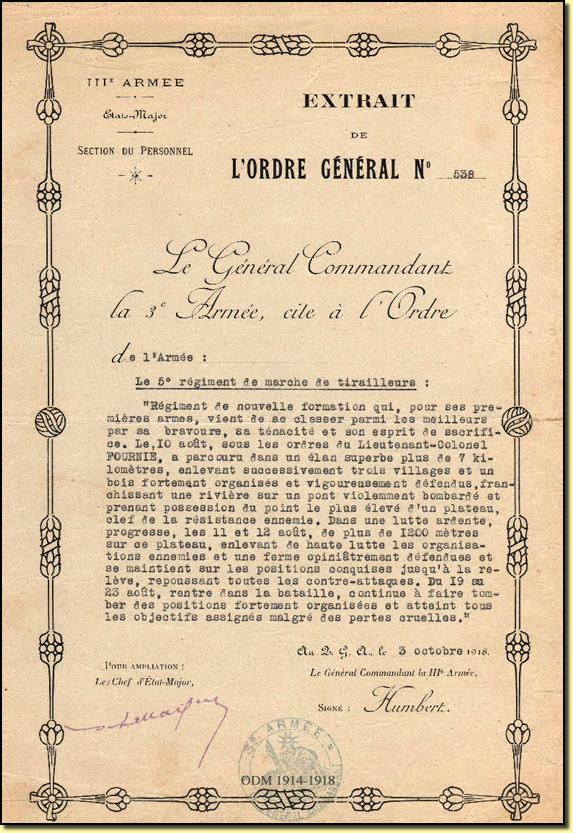 IIIᴱ ARMEE
État-Major
SECTION DU PERSONNEL
EXTRAIT
DE
L'ORDRE GÉNÉRAL Nº 538
Le Général Commandant
la 3ᵉ Armée, cite à l'Ordre
de l'Armée :
Le 5° régiment de marche de tirailleurs :
"Régiment de nouvelle formation qui, pour ses pre-
mières armes, vient de se classer parmi les meilleurs
par sa bravoure, sa ténacité et son esprit de sacrifi-
ce. Le, IO août, sous les ordres du Lieutenant-Colonel
FOURNIE, a parcouru dans un élan superbe plus de 7 kilo-
lomètres, enlevant successivement trois villages et un
bois fortement organisés et vigoureusement défendus, fran-
chissant une rivière sur un pont violemment bombardé et
prenant possession du point le plus élevé d'un plateau,
clef de la résistance ennemie. Dans une lutte ardente,
progresse, les 11 et 12 août, de plus de I200 mètres
sur ce plateau, enlevant de haute lutte les organisa-
tions ennemies et une ferme opiniâtrement défendues et
se maintient sur les positions conquises jusqu'à la re-
lève, repoussant toutes les contre-attaques. Du I9 au
23 août, rentre dans la bataille, continue à faire tom-
ber des positions fortement organisées et atteint tous
les objectifs assignés malgré des pertes cruelles."
Au Q. G. A., le 3 octobre 1918.
POUR AMPLIATION :
Le Chef d'État-Major,
Le Général Commandant la IIIᵉ Armée,
SIGNÉ : Humbert.
3ᴱ ARMÉE
ODM 1914-1918